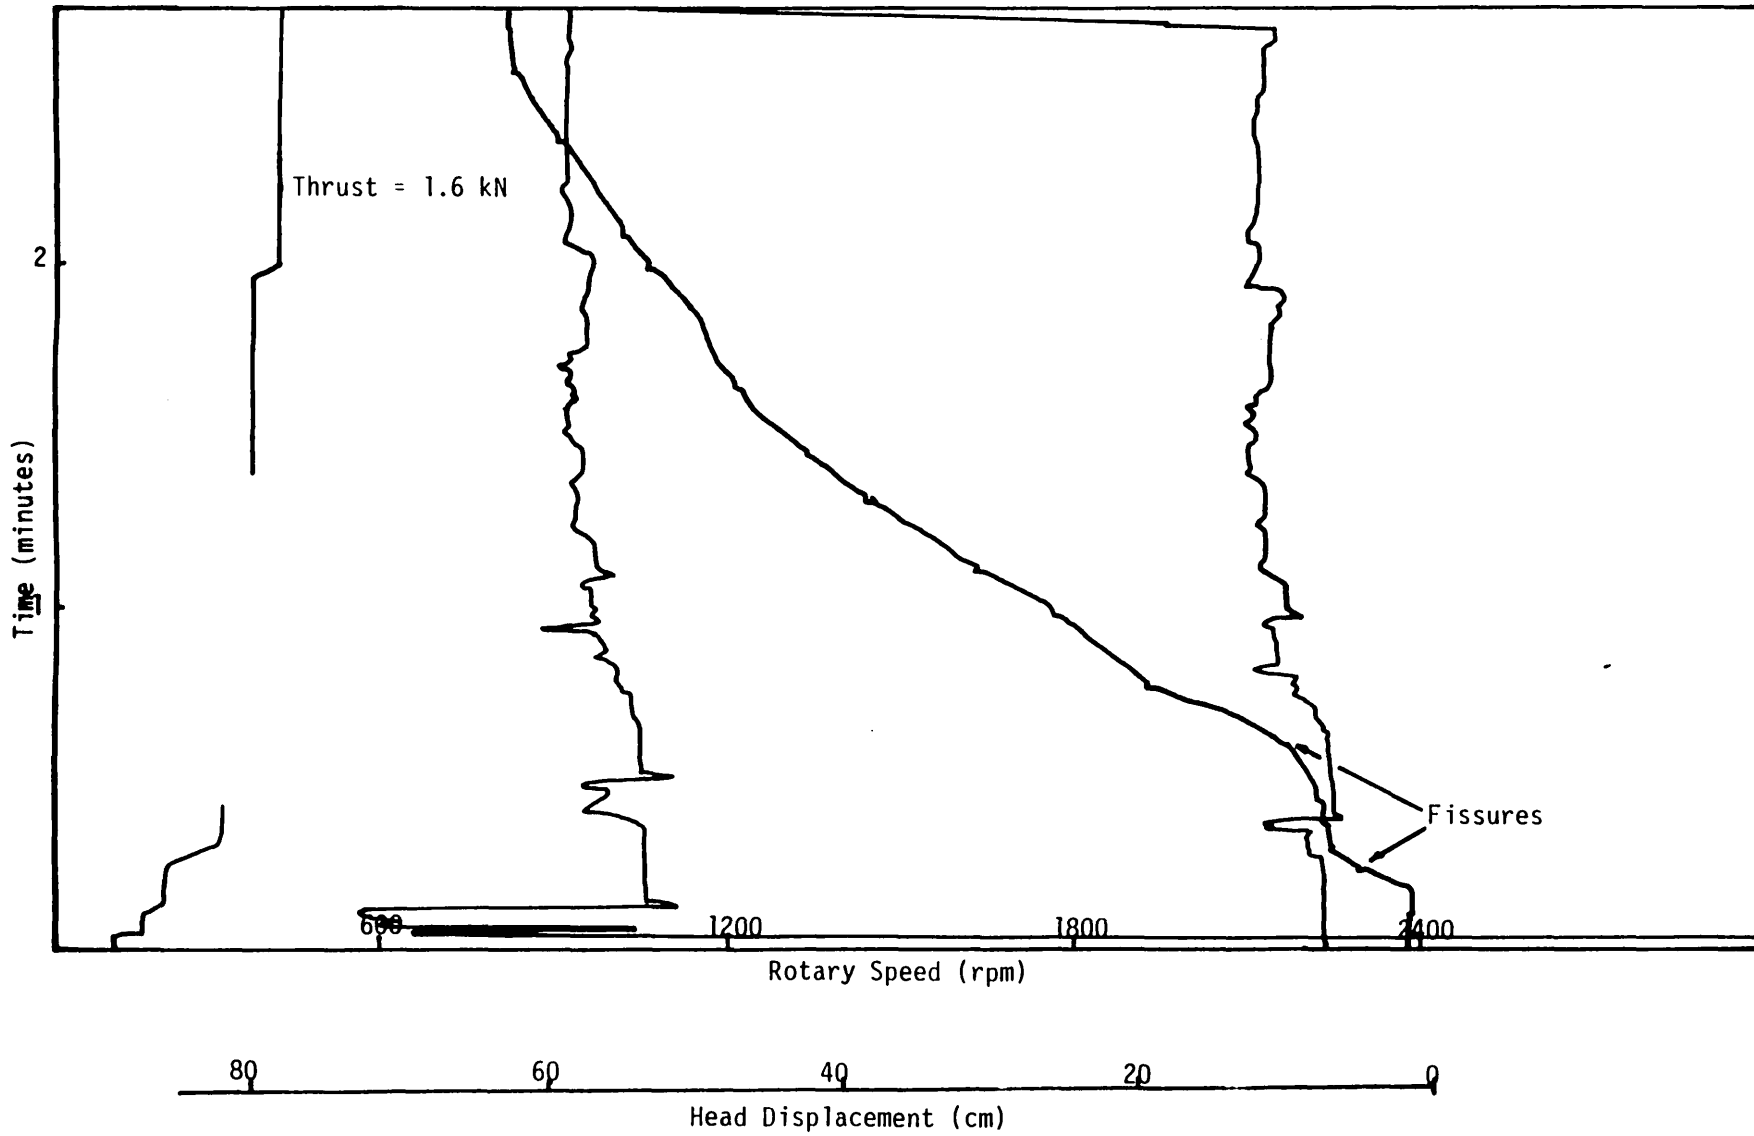 Thrust = 1.6 kN
2
Time (minutes)
1
Fissures
600 1200 1800 2400
Rotary Speed (rpm)
80 60 40 20 0
Head Displacement (cm)